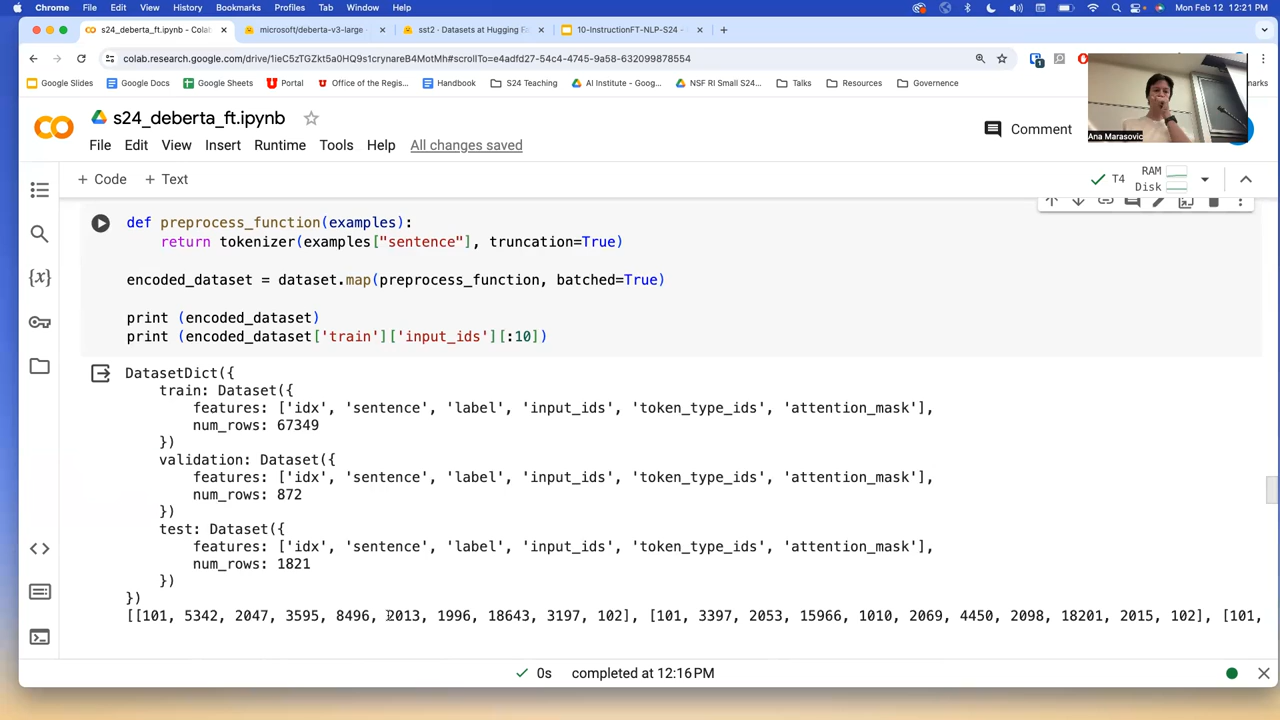 Chrome File Edit View History Bookmarks Profiles Tab Window Help Mon Feb 12 12:21 PM
s24_deberta_ft.ipynb - Colab microsoft/deberta-v3-large · sst2 · Datasets at Hugging Fa 10-InstructionFT-NLP-S24 -
colab.research.google.com/drive/1ieC5zTGZkt5a0HQ9s1crynareB4MotMh#scrollTo=e4adfd27-54c4-4745-9a58-632099878554
Google Slides Google Docs Google Sheets Portal Office of the Regis... Handbook S24 Teaching AI Institute – Goog... NSF RI Small S24... Talks Resources Governence
Ana Marasovic
CO s24_deberta_ft.ipynb
File Edit View Insert Runtime Tools Help All changes saved
Comment
+ Code + Text
T4 RAM
Disk
def preprocess_function(examples):
return tokenizer(examples["sentence"], truncation=True)
encoded_dataset = dataset.map(preprocess_function, batched=True)
print (encoded_dataset)
print (encoded_dataset['train']['input_ids'][:10])
DatasetDict({
train: Dataset({
features: ['idx', 'sentence', 'label', 'input_ids', 'token_type_ids', 'attention_mask'],
num_rows: 67349
})
validation: Dataset({
features: ['idx', 'sentence', 'label', 'input_ids', 'token_type_ids', 'attention_mask'],
num_rows: 872
})
test: Dataset({
features: ['idx', 'sentence', 'label', 'input_ids', 'token_type_ids', 'attention_mask'],
num_rows: 1821
})
})
[[101, 5342, 2047, 3595, 8496, 2013, 1996, 18643, 3197, 102], [101, 3397, 2053, 15966, 1010, 2069, 4450, 2098, 18201, 2015, 102], [101,
0s completed at 12:16 PM